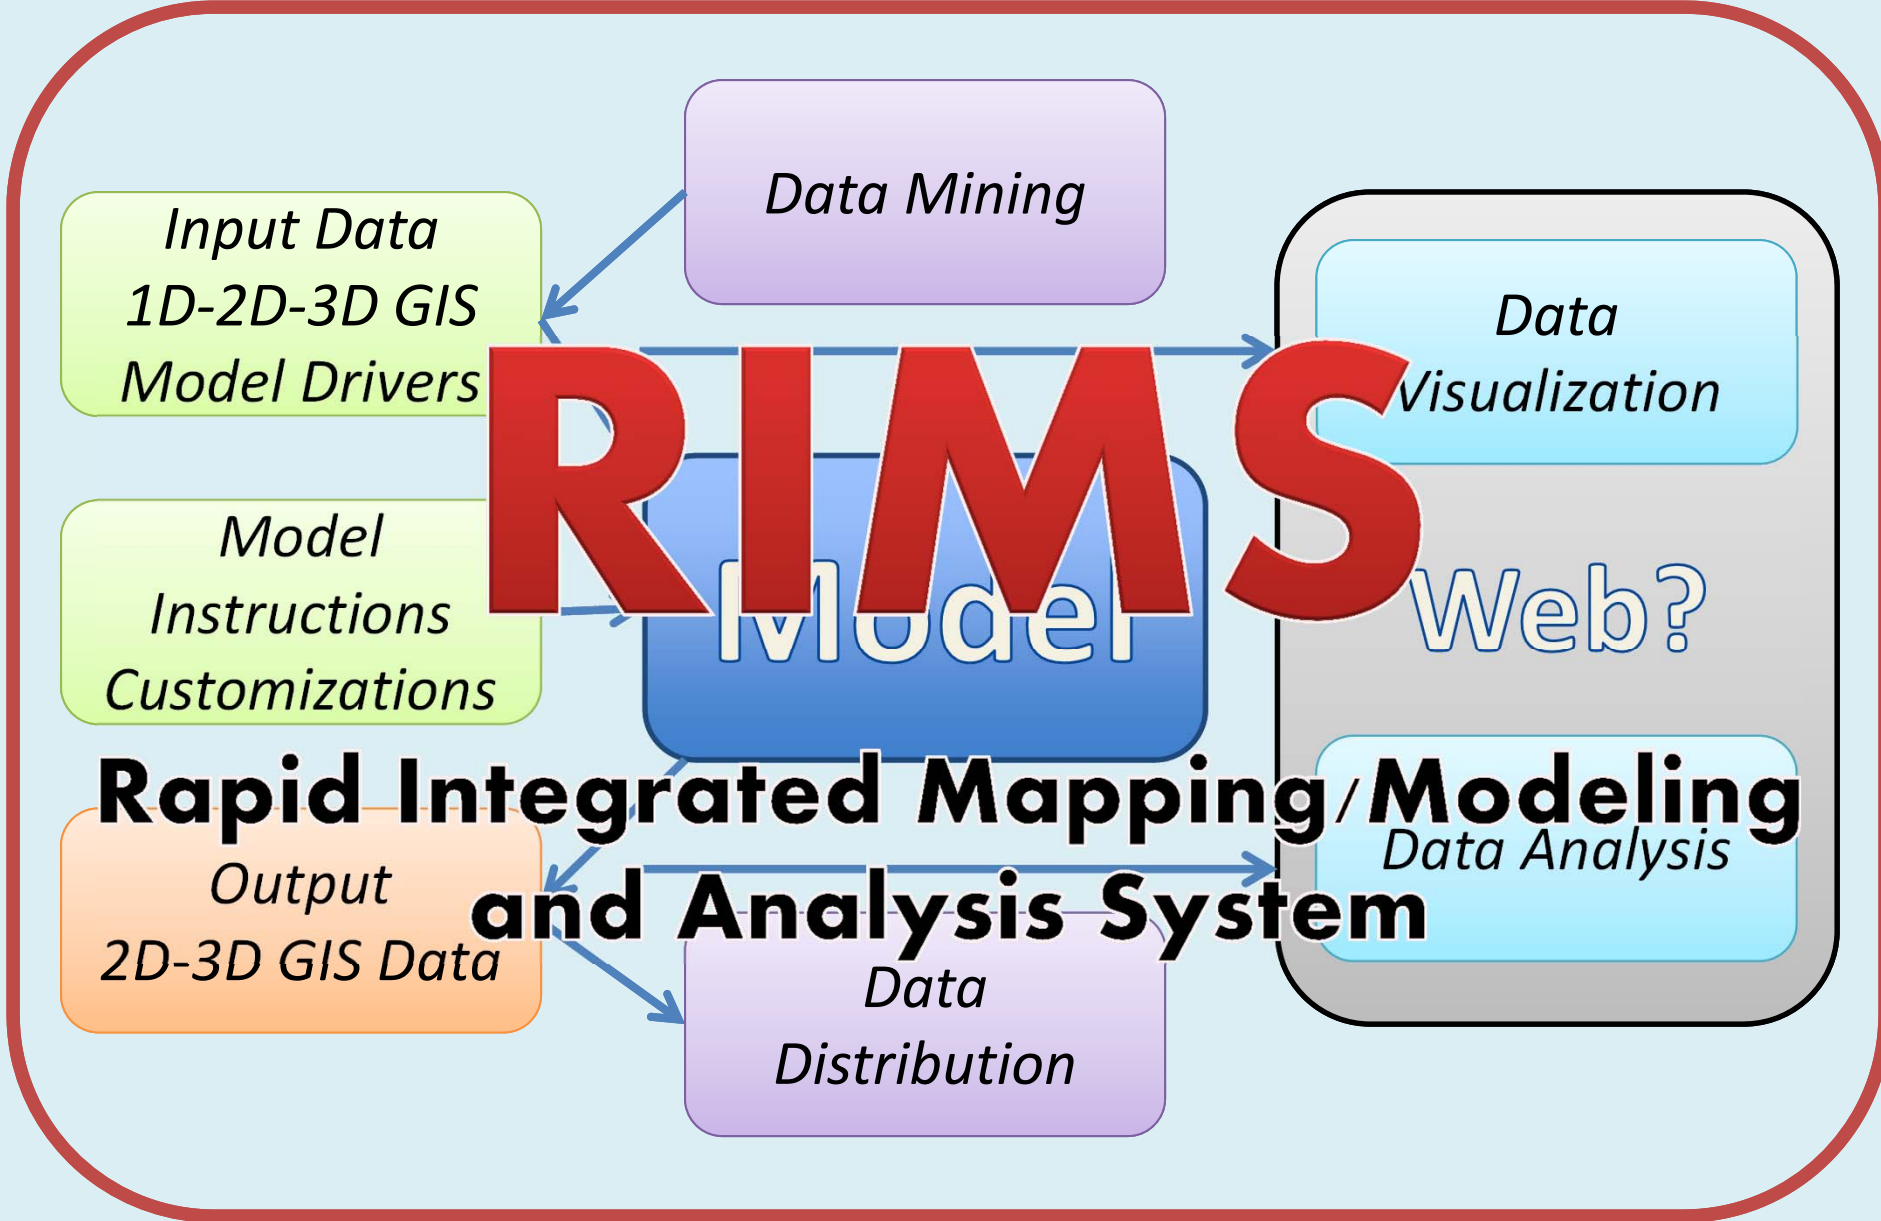 Data Mining
Input Data
1D-2D-3D GIS
Model Drivers
Data
Visualization
RIMS
Model
Instructions
Customizations
Model
Web?
Rapid Integrated Mapping/Modeling
and Analysis System
Data Analysis
Output
2D-3D GIS Data
Data
Distribution